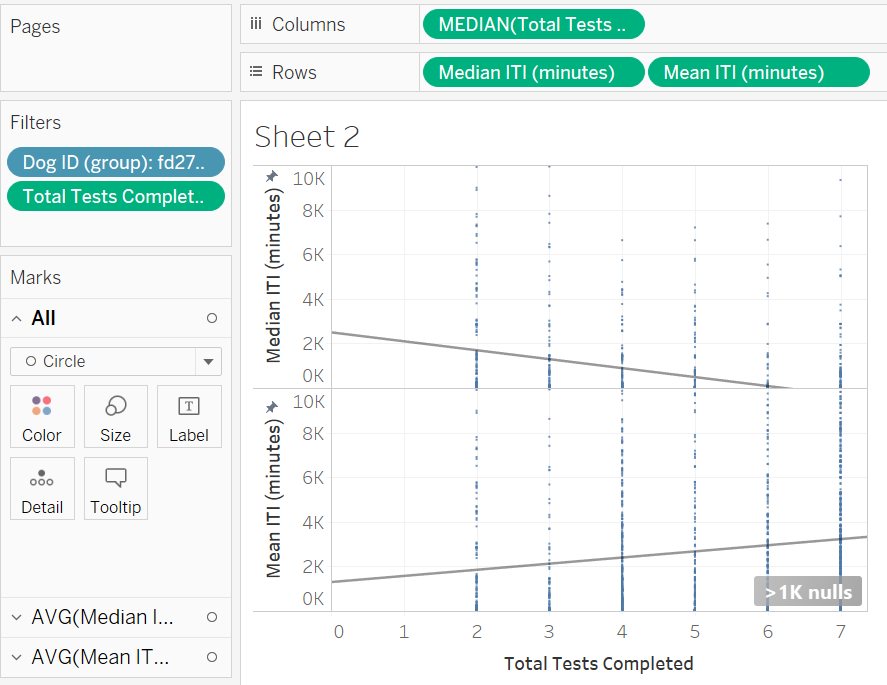 Pages
Columns
MEDIAN(Total Tests ..
Rows
Median ITI (minutes)
Mean ITI (minutes)
Filters
Dog ID (group): fd27..
Total Tests Complet..
Marks
All
Circle
Color
Size
Label
Detail
Tooltip
AVG(Median I...
AVG(Mean IT...
Sheet 2
Median ITI (minutes)
10K
8K
6K
4K
2K
0K
Mean ITI (minutes)
10K
8K
6K
4K
2K
0K
>1K nulls
0 1 2 3 4 5 6 7
Total Tests Completed